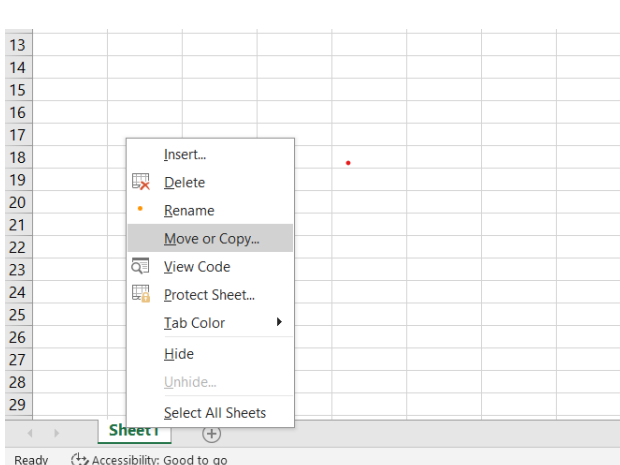 13
14
15
16
17
18
19
20
21
22
23
24
25
26
27
28
29
Insert...
Delete
Rename
Move or Copy...
View Code
Protect Sheet...
Tab Color
Hide
Unhide...
Select All Sheets
Sheet1
Ready Accessibility: Good to go